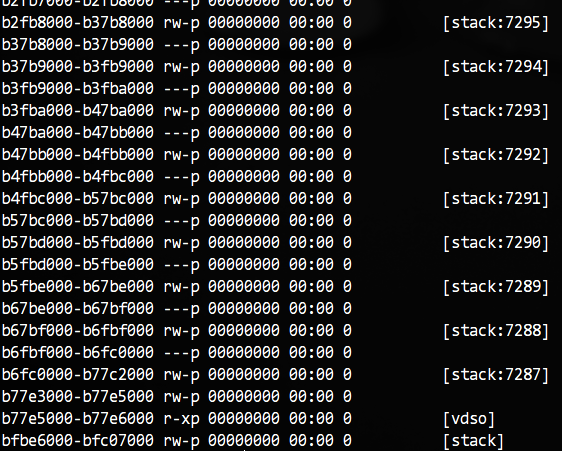 b2fb7000-b2fb8000 ---p 00000000 00:00 0
b2fb8000-b37b8000 rw-p 00000000 00:00 0 [stack:7295]
b37b8000-b37b9000 ---p 00000000 00:00 0
b37b9000-b3fb9000 rw-p 00000000 00:00 0 [stack:7294]
b3fb9000-b3fba000 ---p 00000000 00:00 0
b3fba000-b47ba000 rw-p 00000000 00:00 0 [stack:7293]
b47ba000-b47bb000 ---p 00000000 00:00 0
b47bb000-b4fbb000 rw-p 00000000 00:00 0 [stack:7292]
b4fbb000-b4fbc000 ---p 00000000 00:00 0
b4fbc000-b57bc000 rw-p 00000000 00:00 0 [stack:7291]
b57bc000-b57bd000 ---p 00000000 00:00 0
b57bd000-b5fbd000 rw-p 00000000 00:00 0 [stack:7290]
b5fbd000-b5fbe000 ---p 00000000 00:00 0
b5fbe000-b67be000 rw-p 00000000 00:00 0 [stack:7289]
b67be000-b67bf000 ---p 00000000 00:00 0
b67bf000-b6fbf000 rw-p 00000000 00:00 0 [stack:7288]
b6fbf000-b6fc0000 ---p 00000000 00:00 0
b6fc0000-b77c2000 rw-p 00000000 00:00 0 [stack:7287]
b77e3000-b77e5000 rw-p 00000000 00:00 0
b77e5000-b77e6000 r-xp 00000000 00:00 0 [vdso]
bfbe6000-bfc07000 rw-p 00000000 00:00 0 [stack]